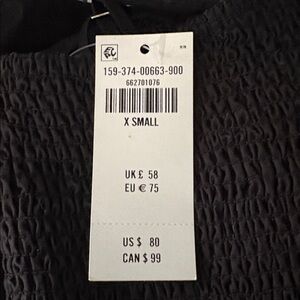 159-374-00663-900
662701076
X SMALL
UK £ 58
EU € 75
US $ 80
CAN $ 99